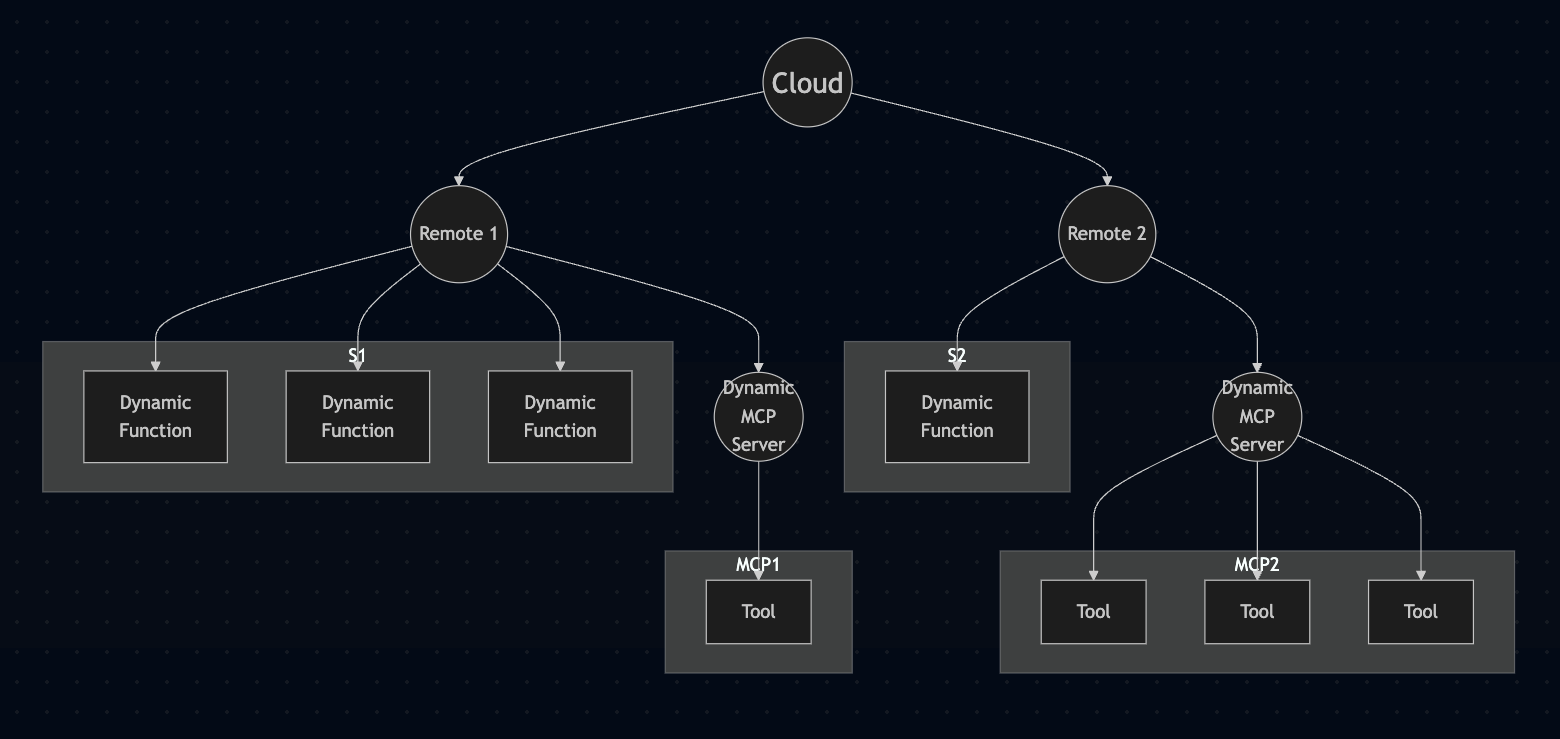 Cloud
Remote 1
Remote 2
S1
S2
Dynamic
Function
Dynamic
Function
Dynamic
Function
Dynamic
MCP
Server
Dynamic
Function
Dynamic
MCP
Server
MCP1
MCP2
Tool
Tool
Tool
Tool